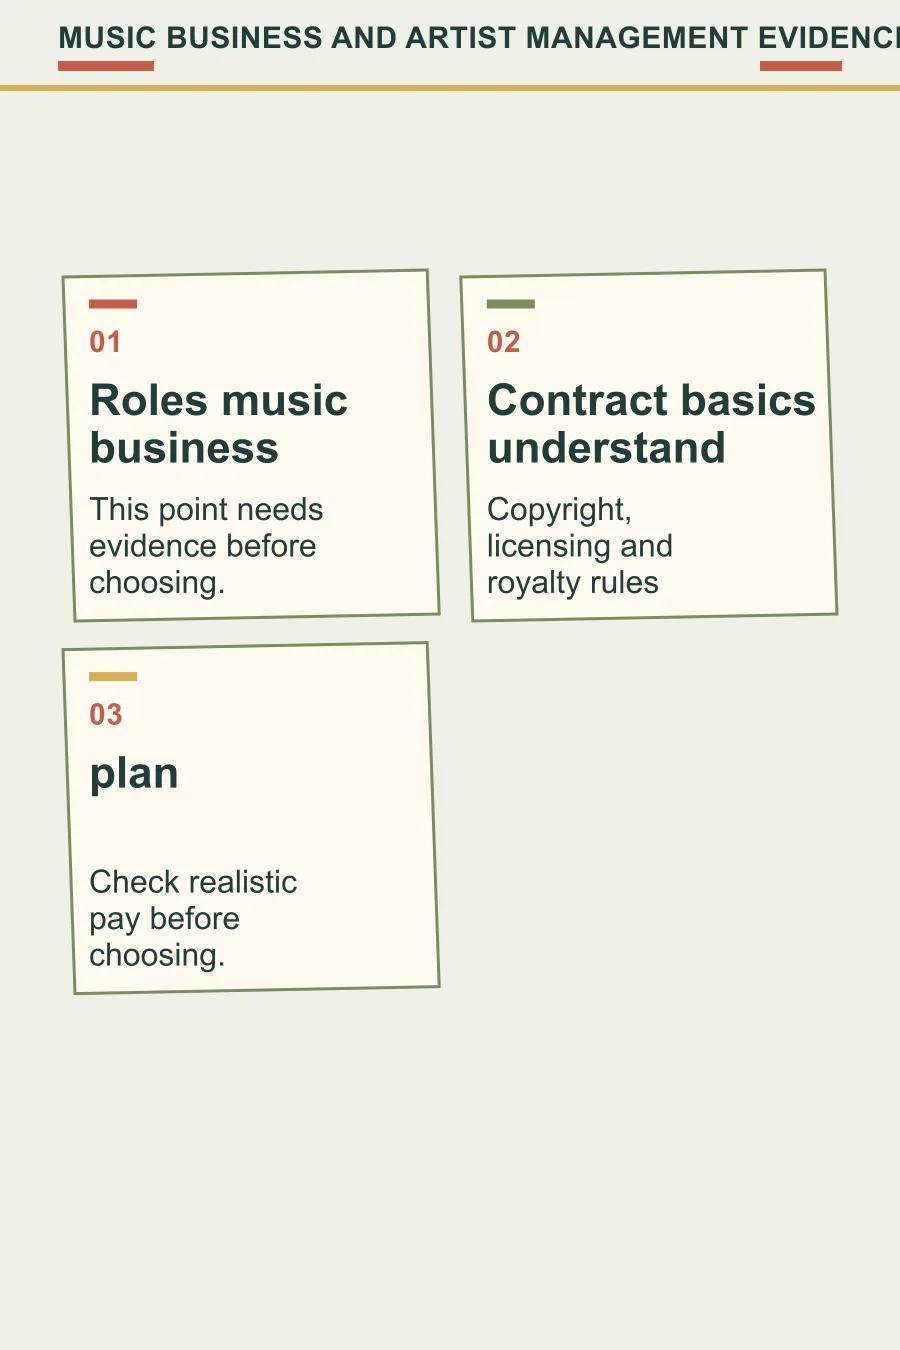 MUSIC BUSINESS AND ARTIST MANAGEMENT
01
Roles music
business
This point needs
evidence before
choosing.
02
Contract basics
understand
Copyright,
licensing and
royalty rules
03
plan
Check realistic
pay before
choosing.